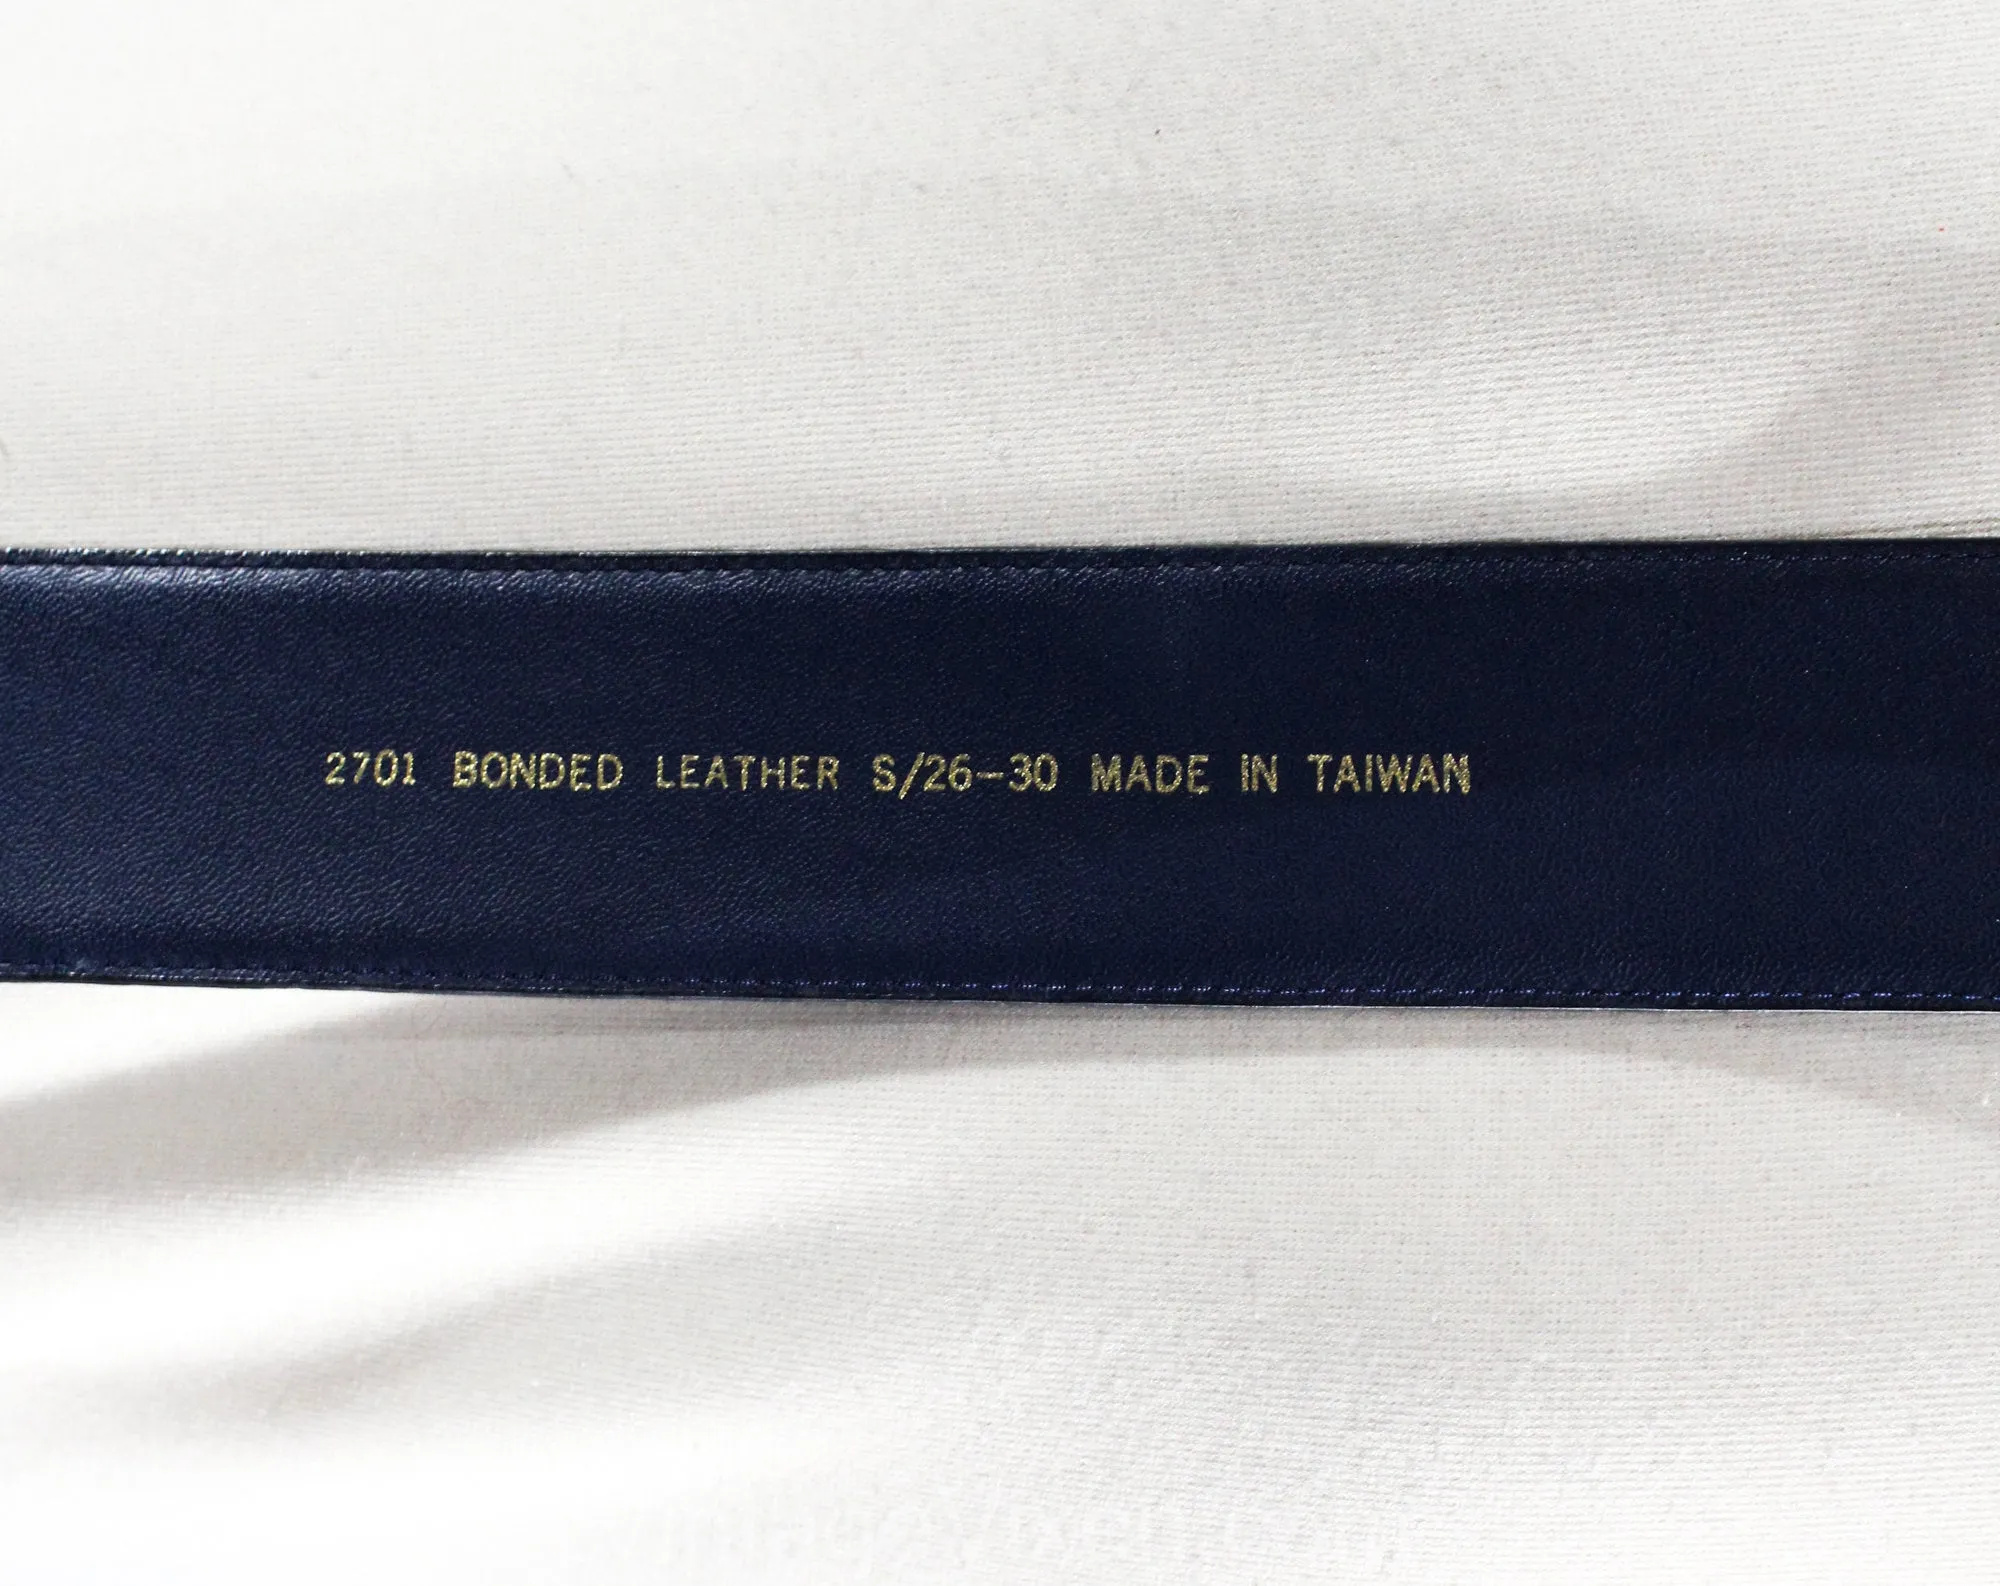 2701 BONDED LEATHER S/26-30 MADE IN TAIWAN